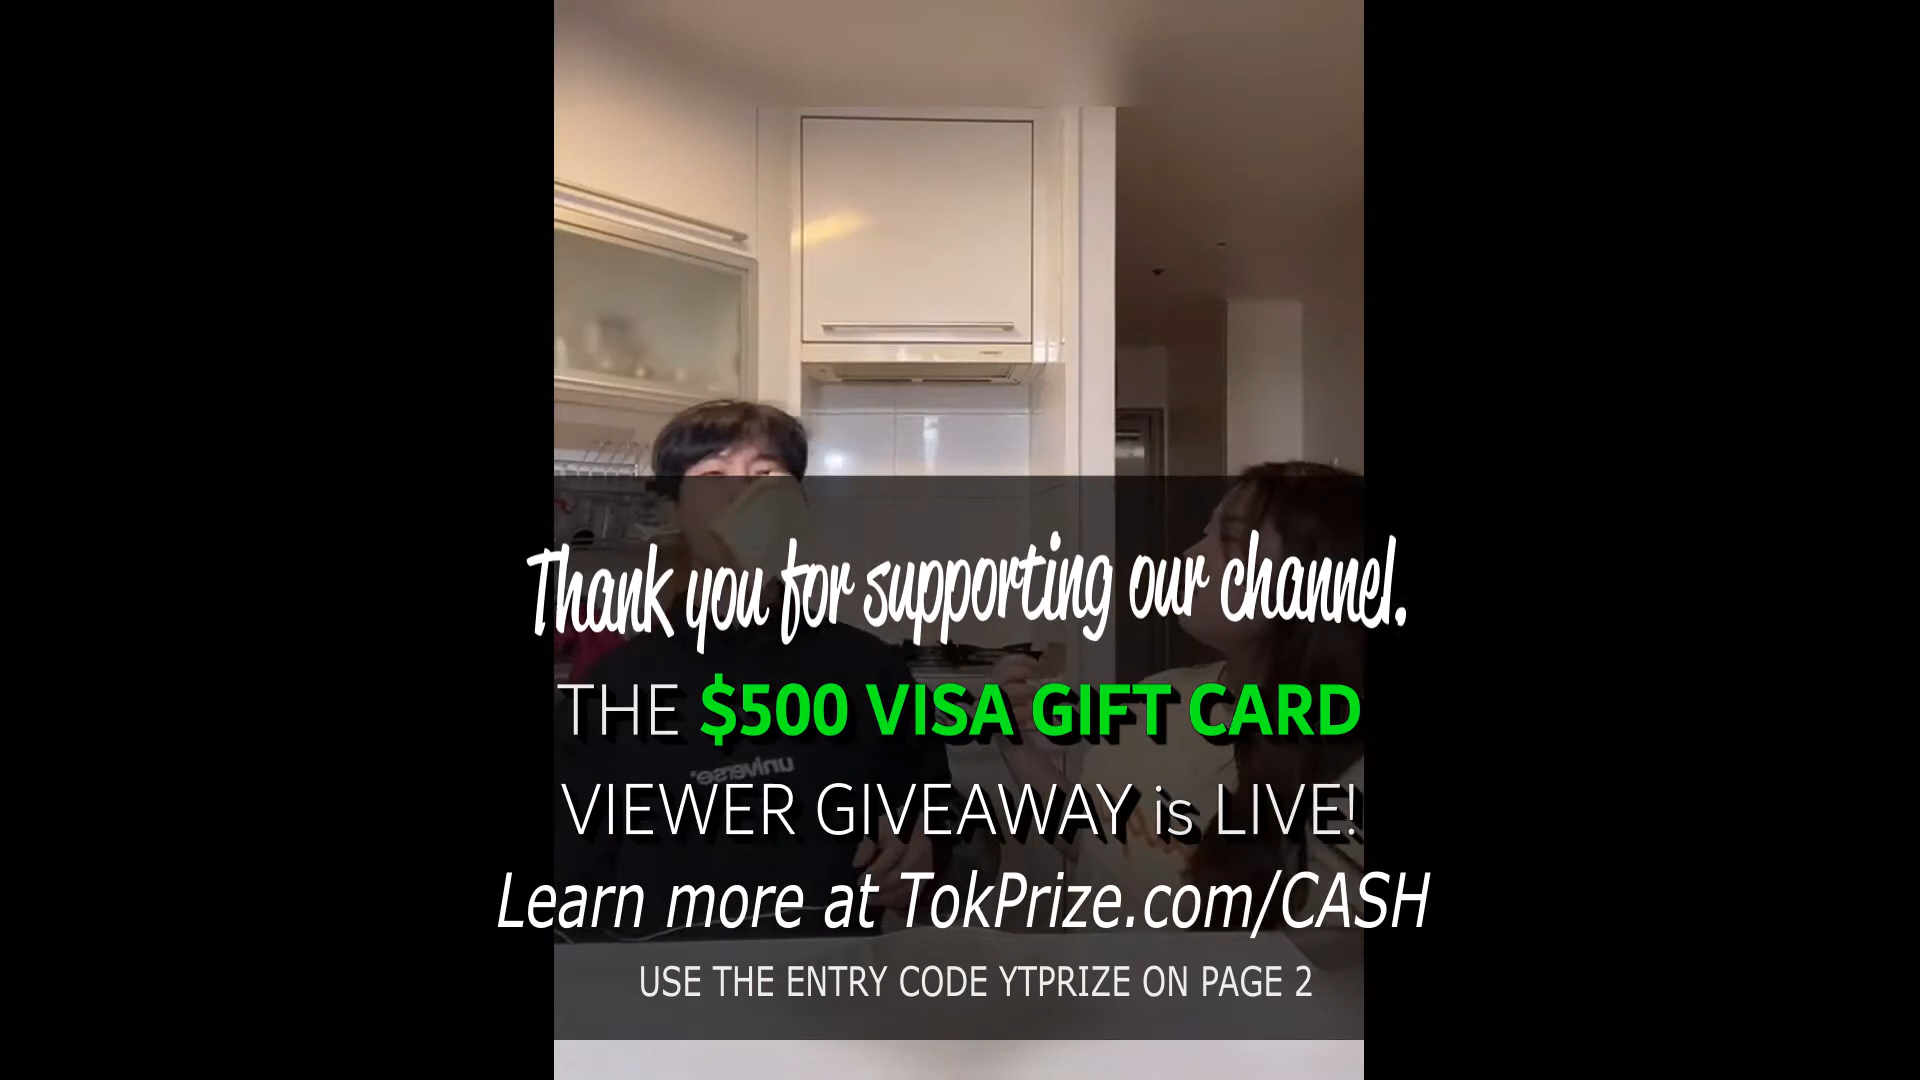 Thank you for supporting our channel.
THE $500 VISA GIFT CARD
universe
VIEWER GIVEAWAY is LIVE!
Learn more at TokPrize.com/CASH
USE THE ENTRY CODE YTPRIZE ON PAGE 2